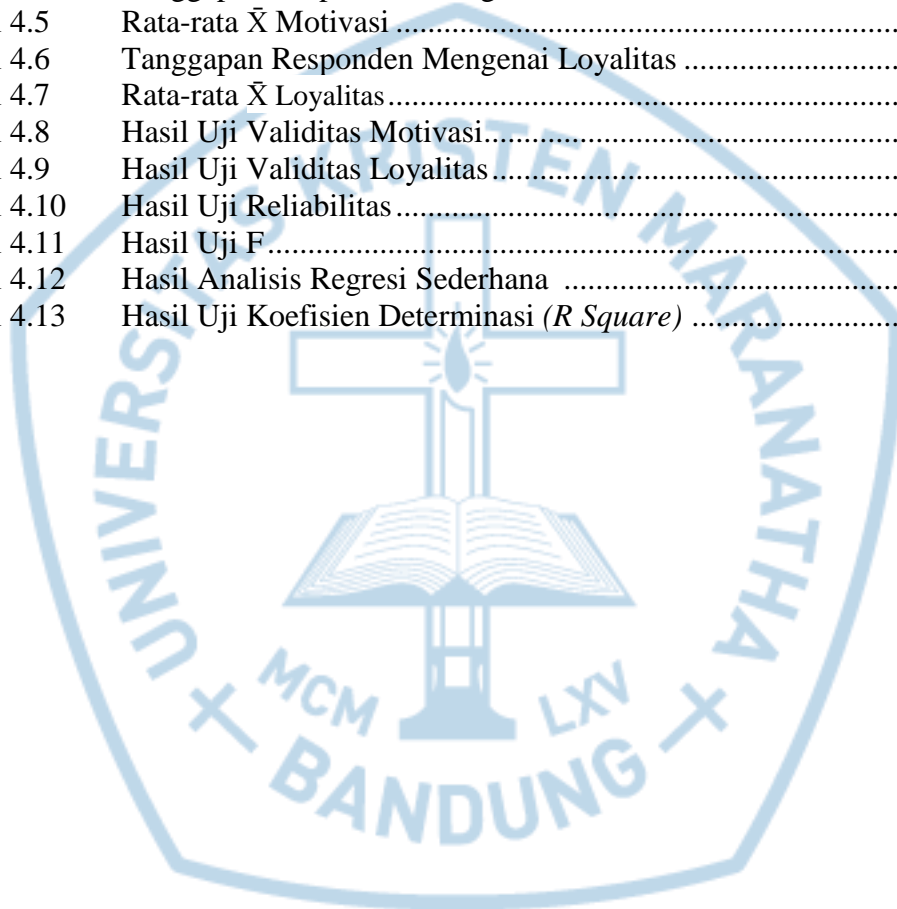 4.5 Rata-rata X̄ Motivasi ........................................................................
4.6 Tanggapan Responden Mengenai Loyalitas ..............................
4.7 Rata-rata X̄ Loyalitas .........................................................................
4.8 Hasil Uji Validitas Motivasi..........................................................
4.9 Hasil Uji Validitas Loyalitas .........................................................
4.10 Hasil Uji Reliabilitas .......................................................................
4.11 Hasil Uji F ........................................................................................
4.12 Hasil Analisis Regresi Sederhana ..................................................
4.13 Hasil Uji Koefisien Determinasi (R Square) .............................
UNIVERSITAS KRISTEN MARANATHA
MCM LXV
BANDUNG